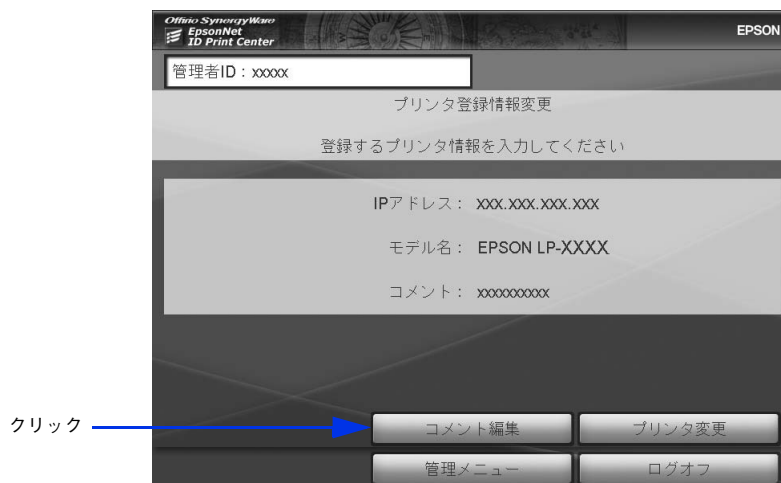 Offirio SynergyWare
EpsonNet
ID Print Center
EPSON
管理者ID：xxxxx
プリンタ登録情報変更
登録するプリンタ情報を入力してください
IPアドレス： xxx.xxx.xxx.xxx
モデル名： EPSON LP-XXXX
コメント： xxxxxxxxxx
クリック
コメント編集
プリンタ変更
管理メニュー
ログオフ